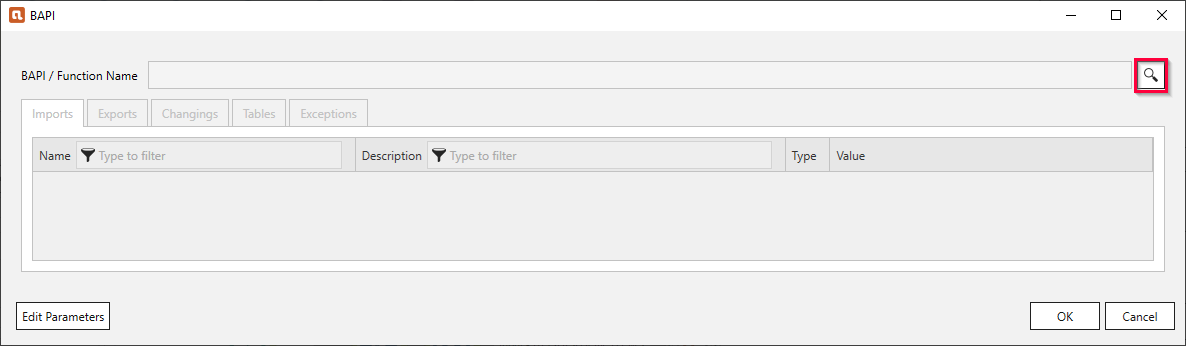 BAPI
BAPI / Function Name
Imports Exports Changings Tables Exceptions
Name Type to filter Description Type to filter Type Value
Edit Parameters OK Cancel